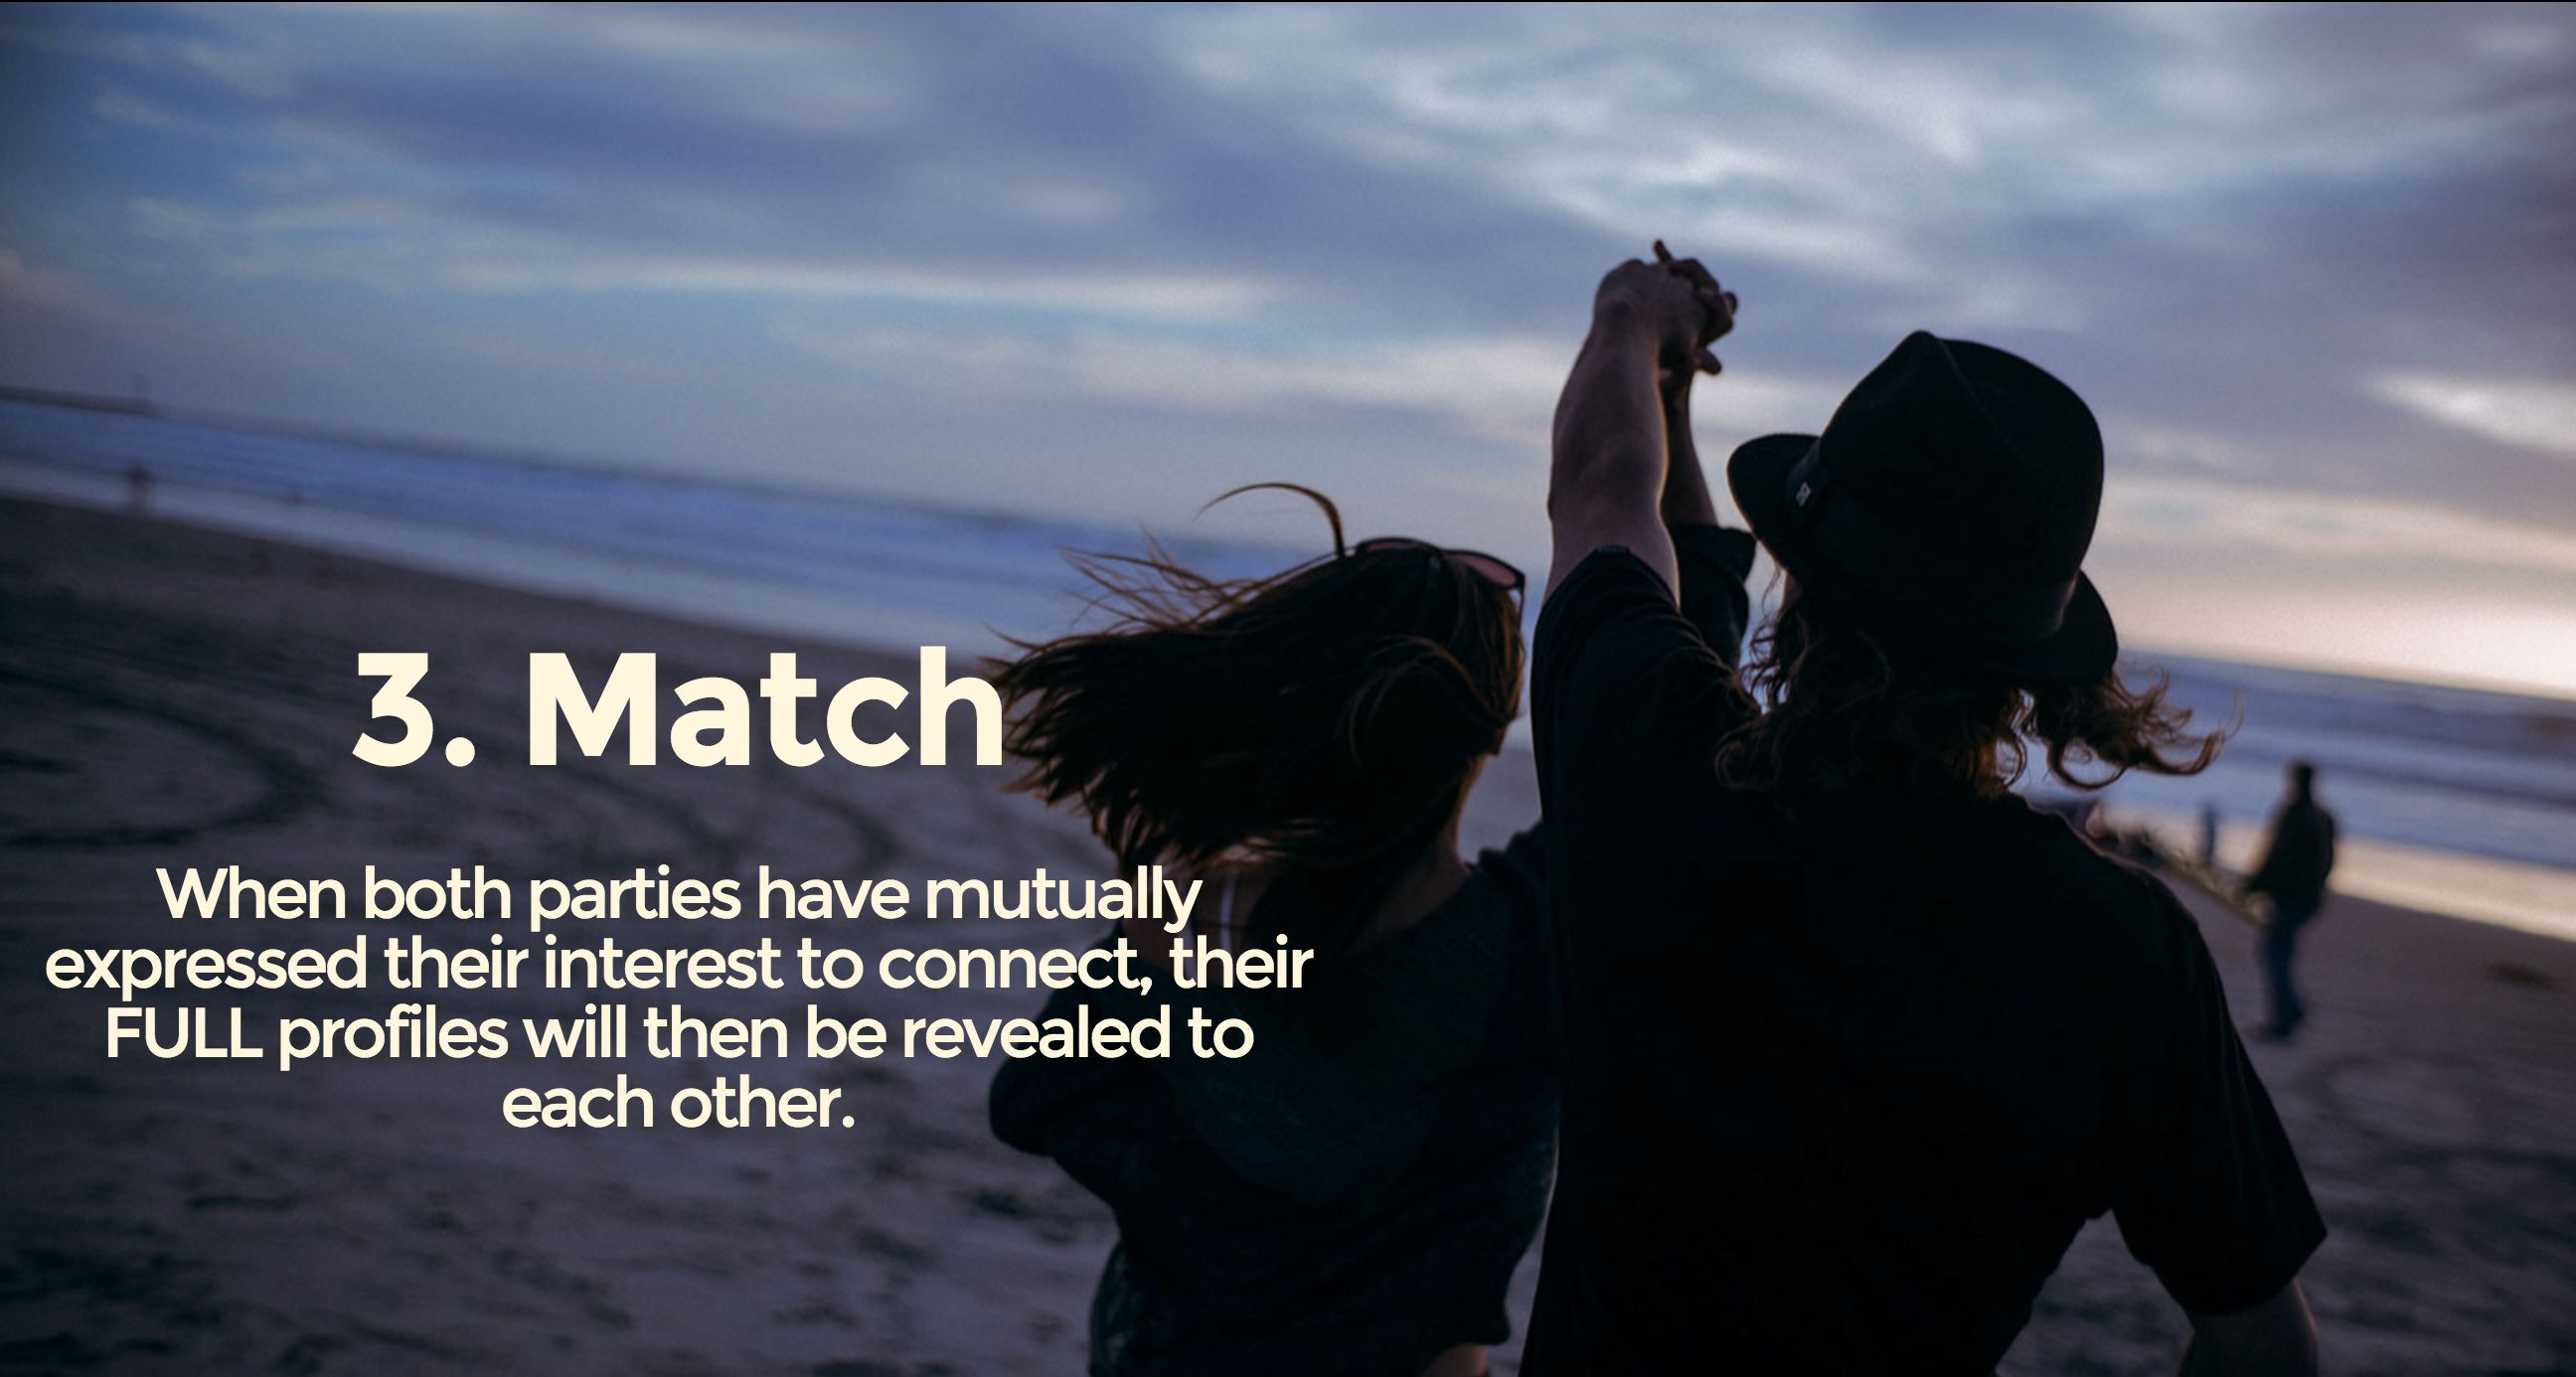 3. Match
When both parties have mutually
expressed their interest to connect, their
FULL profiles will then be revealed to
each other.